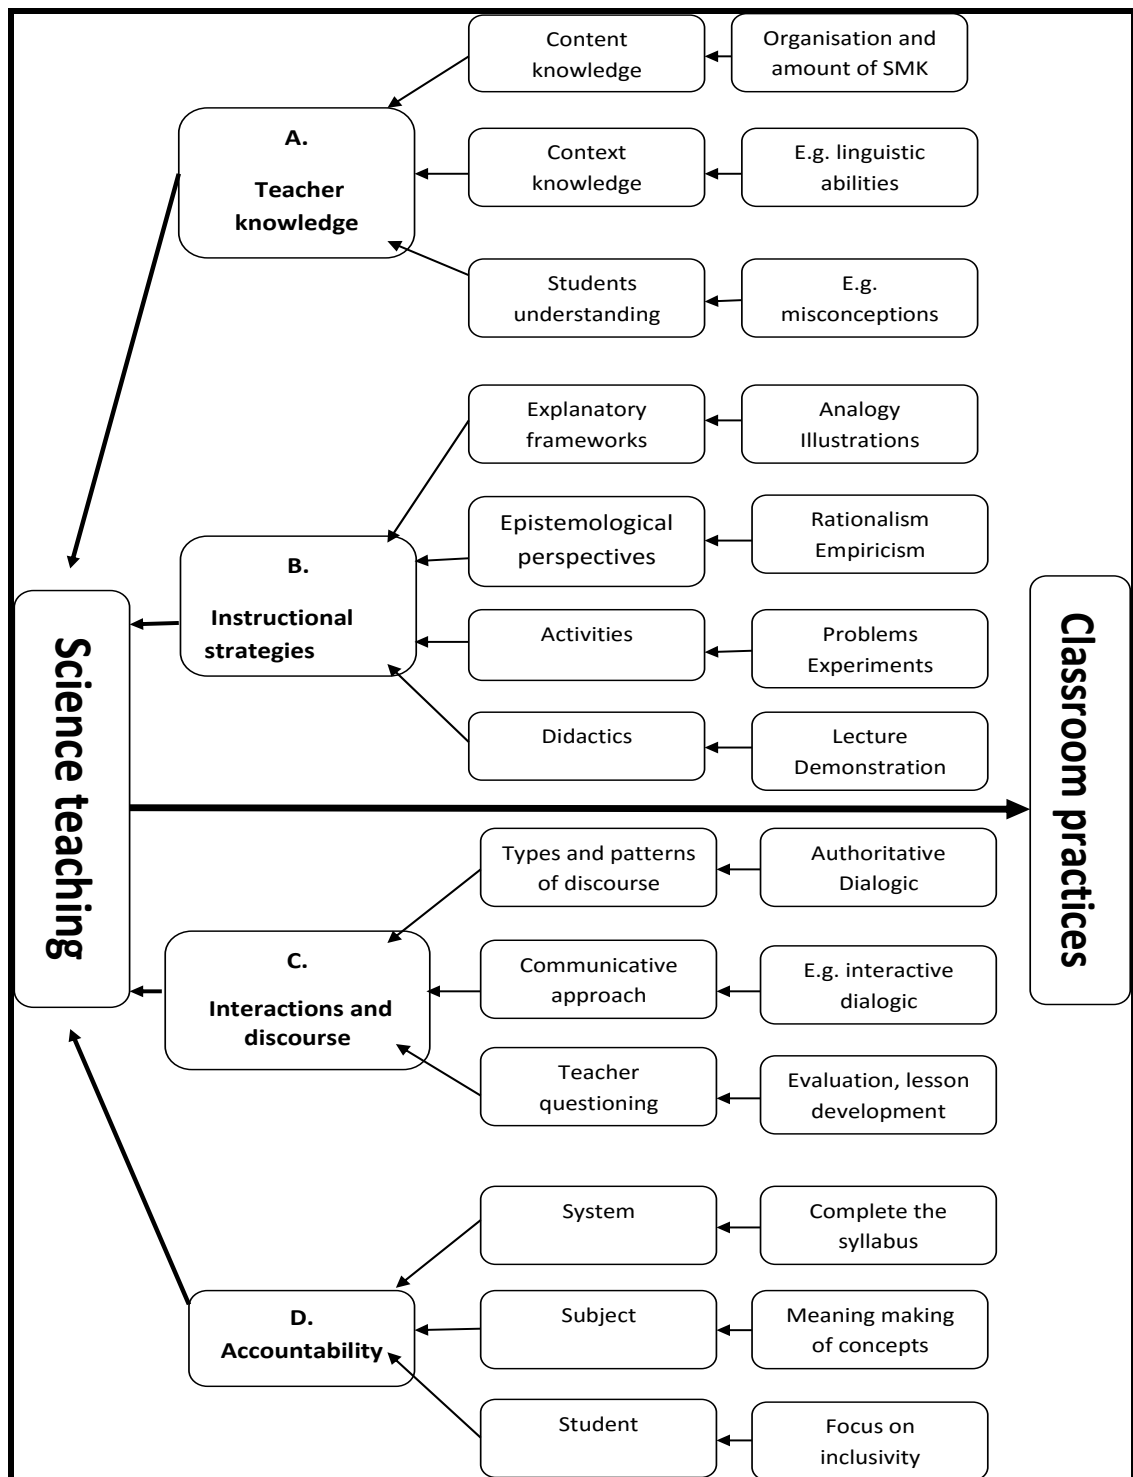 Content
knowledge
Organisation and
amount of SMK
A.
Teacher
knowledge
Context
knowledge
E.g. linguistic
abilities
Students
understanding
E.g.
misconceptions
Explanatory
frameworks
Analogy
Illustrations
B.
Instructional
strategies
Epistemological
perspectives
Rationalism
Empiricism
Activities
Problems
Experiments
Didactics
Lecture
Demonstration
Science teaching
Classroom practices
Types and patterns
of discourse
Authoritative
Dialogic
C.
Interactions and
discourse
Communicative
approach
E.g. interactive
dialogic
Teacher
questioning
Evaluation, lesson
development
System
Complete the
syllabus
D.
Accountability
Subject
Meaning making
of concepts
Student
Focus on
inclusivity